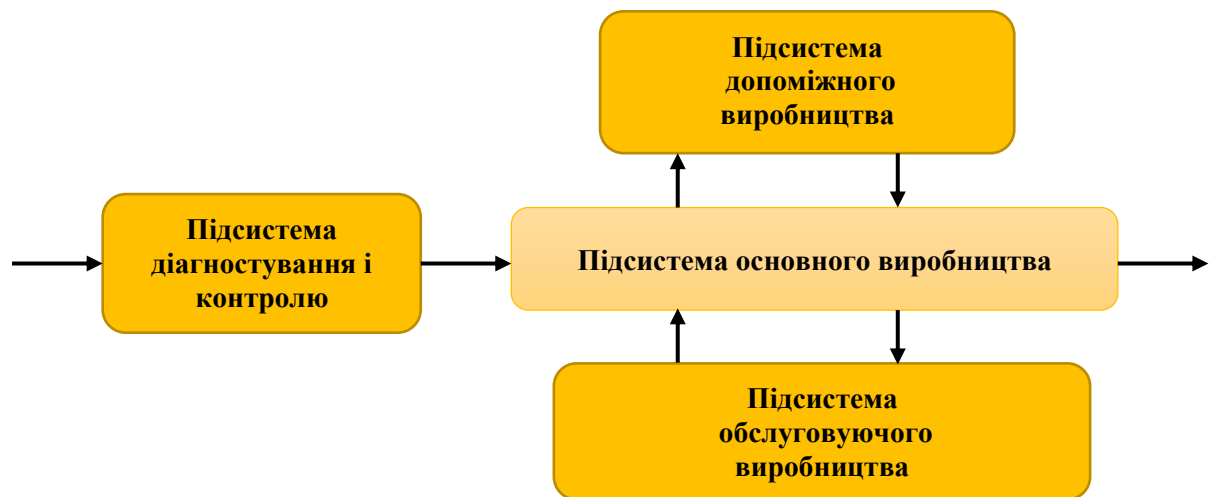 Підсистема
допоміжного
виробництва
Підсистема
діагностування і
контролю
Підсистема основного виробництва
Підсистема
обслуговуючого
виробництва